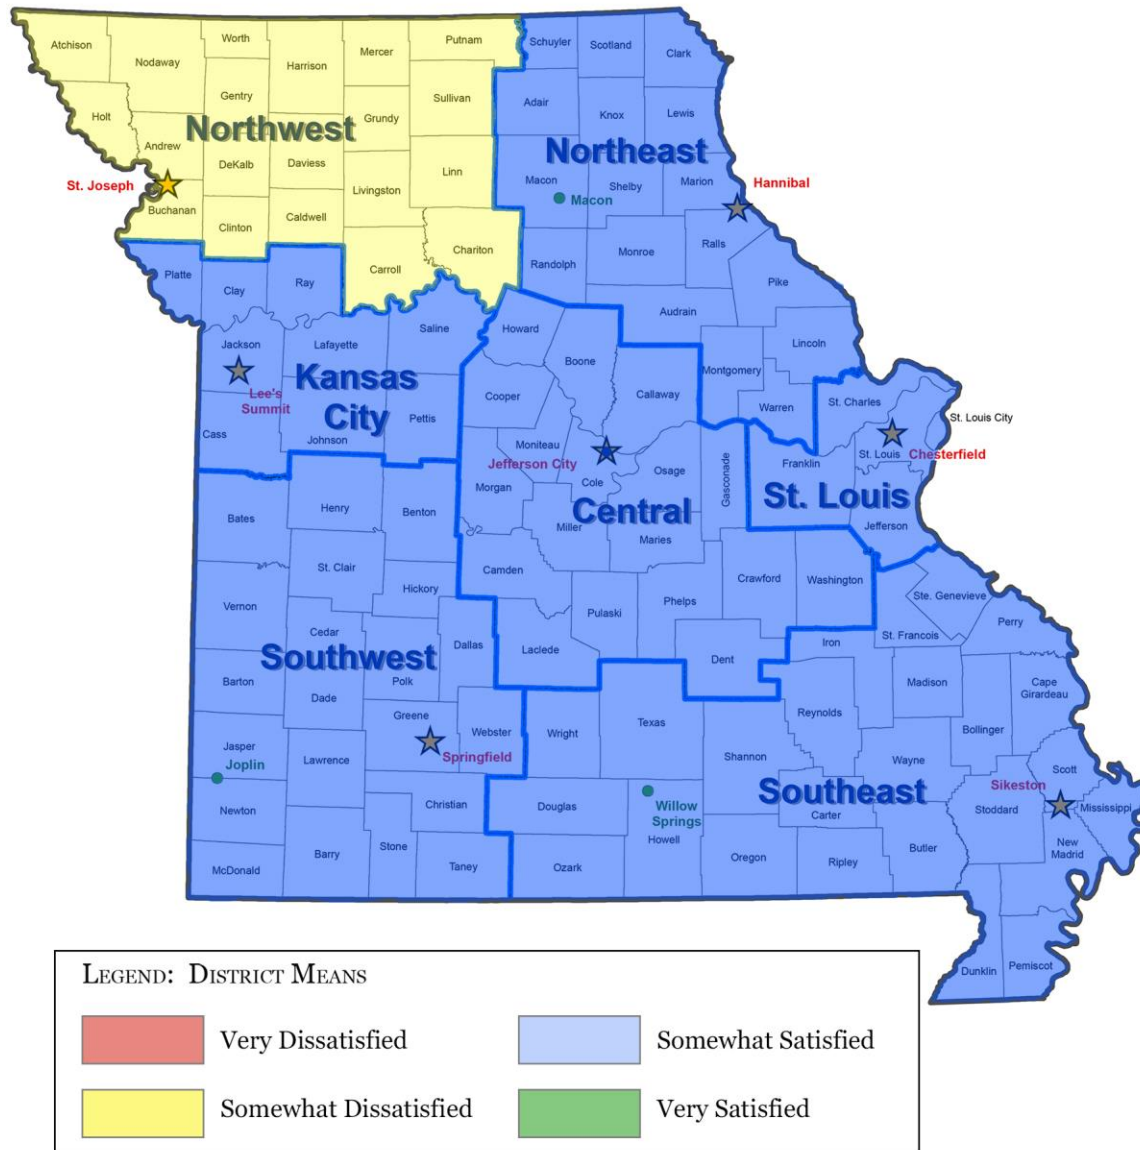 Atchison
Nodaway
Worth
Harrison
Mercer
Putnam
Schuyler
Scotland
Clark
Holt
Gentry
Sullivan
Adair
Knox
Lewis
Andrew
Northwest
Grundy
Northeast
DeKalb
Daviess
Livingston
Linn
Macon
Shelby
Marion
Hannibal
St. Joseph
Buchanan
Clinton
Caldwell
Macon
Carroll
Chariton
Randolph
Monroe
Ralls
Pike
Platte
Clay
Ray
Audrain
Saline
Howard
Boone
Lincoln
Jackson
Lafayette
Kansas
City
Lee's
Summit
Cass
Johnson
Pettis
Cooper
Callaway
Montgomery
Warren
St. Charles
St. Louis City
Moniteau
Jefferson City
Cole
Osage
Gasconade
Franklin
St. Louis
Chesterfield
St. Louis
Morgan
Central
Miller
Maries
Jefferson
Bates
Henry
Benton
St. Clair
Hickory
Camden
Pulaski
Phelps
Crawford
Washington
Ste. Genevieve
Vernon
Cedar
Southwest
Polk
Dallas
Laclede
Dent
Iron
St. Francois
Perry
Barton
Dade
Madison
Cape
Girardeau
Greene
Webster
Springfield
Wright
Texas
Reynolds
Bollinger
Jasper
Joplin
Lawrence
Shannon
Wayne
Scott
Sikeston
Southeast
Newton
Christian
Douglas
Willow
Springs
Howell
Carter
Stoddard
Mississippi
New
Madrid
McDonald
Barry
Stone
Taney
Ozark
Oregon
Ripley
Butler
Dunklin
Pemiscot
LEGEND: DISTRICT MEANS
Very Dissatisfied
Somewhat Satisfied
Somewhat Dissatisfied
Very Satisfied